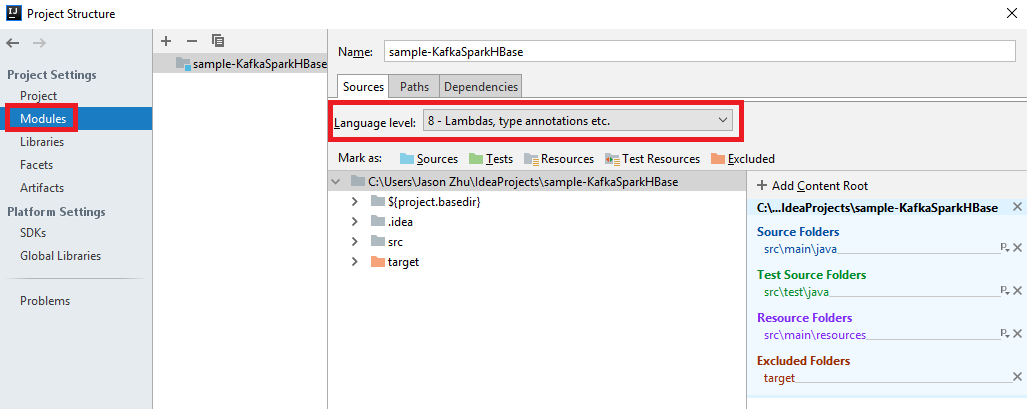 Project Structure
Project Settings
Project
Modules
Libraries
Facets
Artifacts
Platform Settings
SDKs
Global Libraries
Problems
sample-KafkaSparkHBase
Name: sample-KafkaSparkHBase
Sources Paths Dependencies
Language level: 8 - Lambdas, type annotations etc.
Mark as: Sources Tests Resources Test Resources Excluded
C:\Users\Jason Zhu\IdeaProjects\sample-KafkaSparkHBase
${project.basedir}
.idea
src
target
+ Add Content Root
C:\...IdeaProjects\sample-KafkaSparkHBase
Source Folders
src\main\java
Test Source Folders
src\test\java
Resource Folders
src\main\resources
Excluded Folders
target